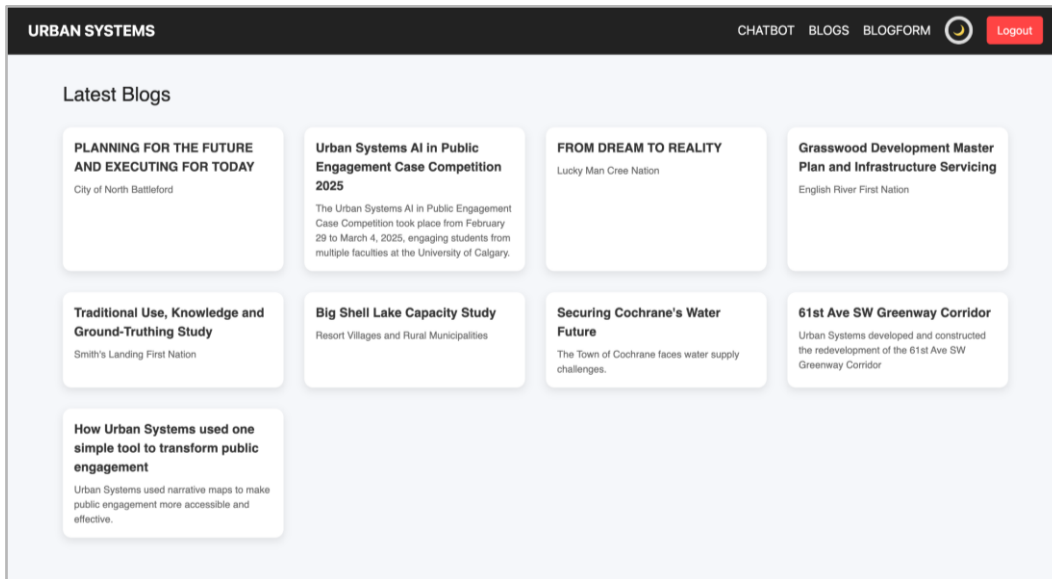 URBAN SYSTEMS
CHATBOT BLOGS BLOGFORM Logout
Latest Blogs
PLANNING FOR THE FUTURE
AND EXECUTING FOR TODAY
City of North Battleford
Urban Systems AI in Public
Engagement Case Competition
2025
The Urban Systems AI in Public Engagement
Case Competition took place from February
29 to March 4, 2025, engaging students from
multiple faculties at the University of Calgary.
FROM DREAM TO REALITY
Lucky Man Cree Nation
Grasswood Development Master
Plan and Infrastructure Servicing
English River First Nation
Traditional Use, Knowledge and
Ground-Truthing Study
Smith's Landing First Nation
Big Shell Lake Capacity Study
Resort Villages and Rural Municipalities
Securing Cochrane's Water
Future
The Town of Cochrane faces water supply
challenges.
61st Ave SW Greenway Corridor
Urban Systems developed and constructed
the redevelopment of the 61st Ave SW
Greenway Corridor
How Urban Systems used one
simple tool to transform public
engagement
Urban Systems used narrative maps to make
public engagement more accessible and
effective.